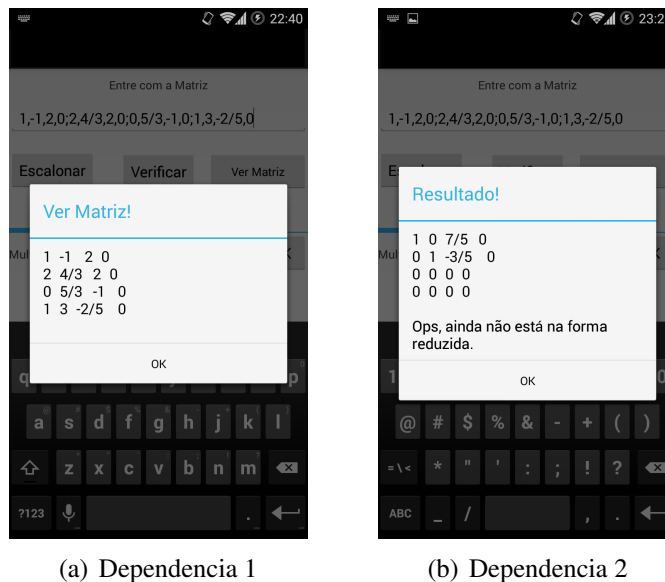 22:40
Entre com a Matriz
1,-1,2,0;2,4/3,2,0;0,5/3,-1,0;1,3,-2/5,0
Escalonar Verificar Ver Matriz
Ver Matriz!
1 -1 2 0
2 4/3 2 0
0 5/3 -1 0
1 3 -2/5 0
OK
q p
a s d f g h j k l
z x c v b n m
?123 .
(a) Dependencia 1
23:2
Entre com a Matriz
1,-1,2,0;2,4/3,2,0;0,5/3,-1,0;1,3,-2/5,0
Resultado!
1 0 7/5 0
0 1 -3/5 0
0 0 0 0
0 0 0 0
Ops, ainda não está na forma
reduzida.
OK
1 0
@ # $ % & - + ( )
= \ < * " ' : ; ! ?
ABC _ / , .
(b) Dependencia 2